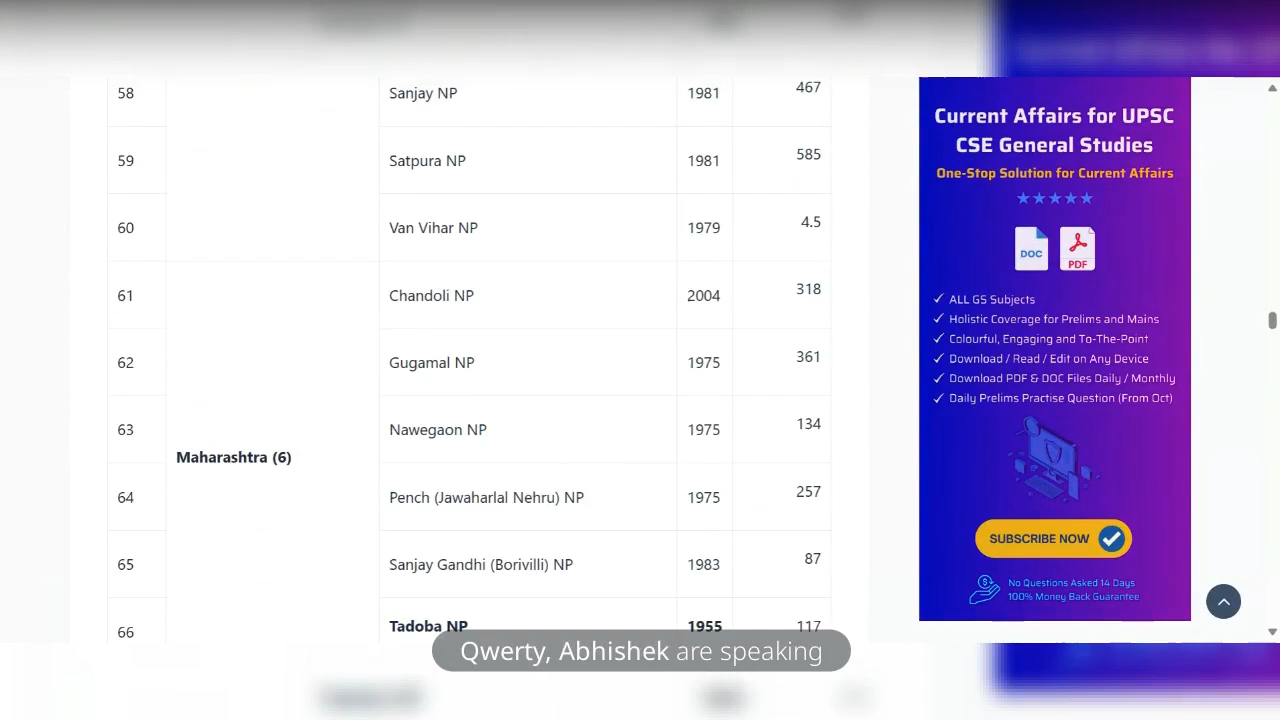 58 Sanjay NP 1981 467
59 Satpura NP 1981 585
60 Van Vihar NP 1979 4.5
61 Chandoli NP 2004 318
62 Gugamal NP 1975 361
63 Nawegaon NP 1975 134
Maharashtra (6)
64 Pench (Jawaharlal Nehru) NP 1975 257
65 Sanjay Gandhi (Borivilli) NP 1983 87
66 Tadoba NP 1955 117
Qwerty, Abhishek are speaking
Current Affairs for UPSC
CSE General Studies
One-Stop Solution for Current Affairs
DOC PDF
ALL GS Subjects
Holistic Coverage for Prelims and Mains
Colourful, Engaging and To-The-Point
Download / Read / Edit on Any Device
Download PDF & DOC Files Daily / Monthly
Daily Prelims Practise Question (From Oct)
SUBSCRIBE NOW
No Questions Asked 14 Days
100% Money Back Guarantee